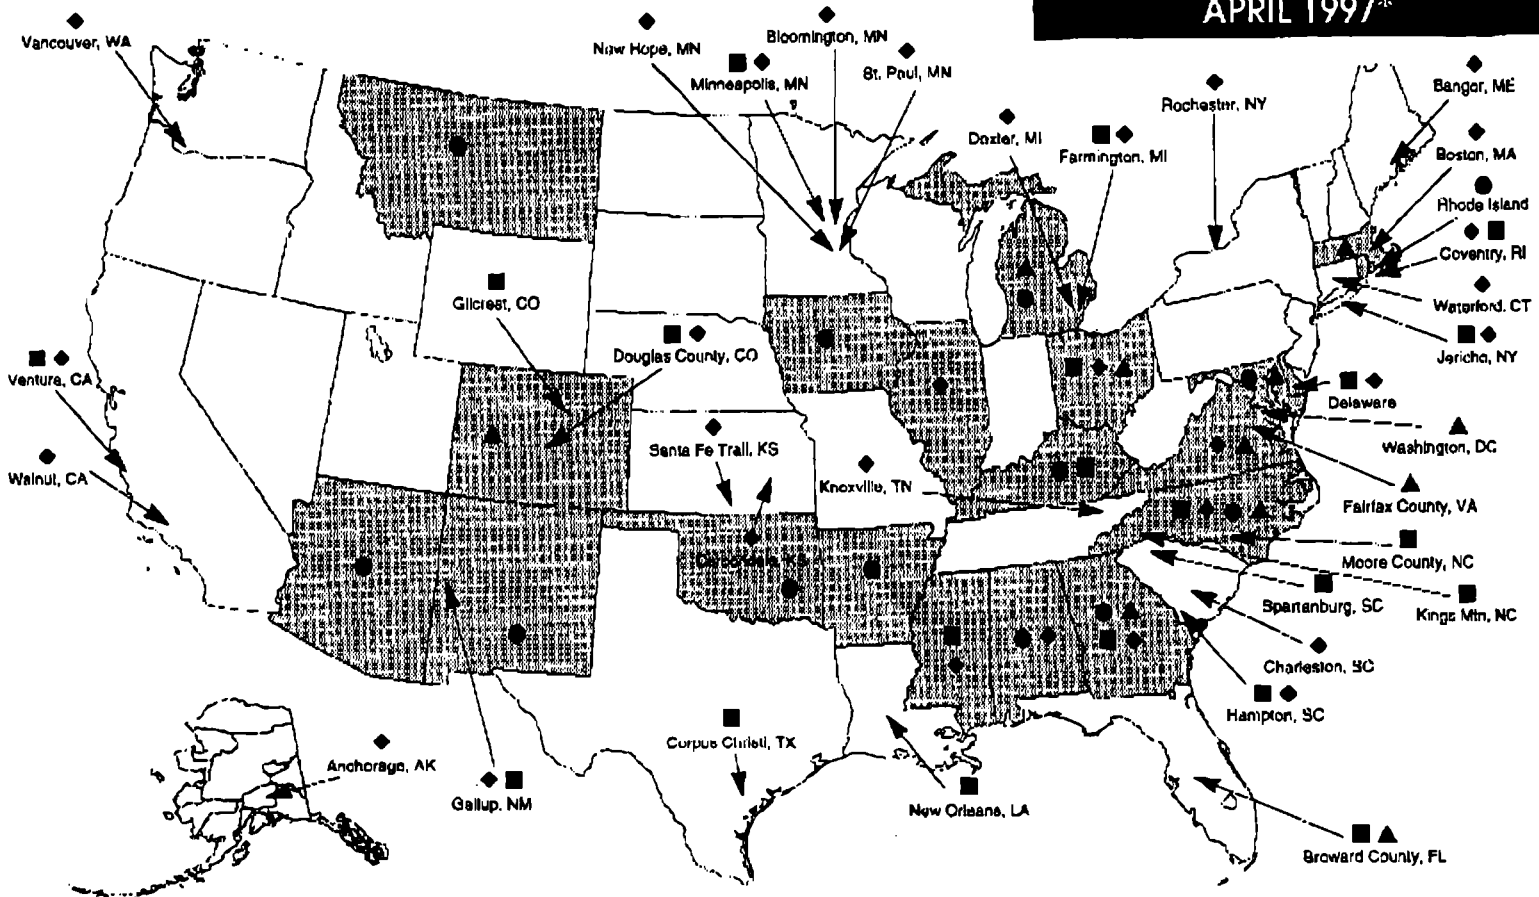 APRIL 1997*
Vancouver, WA
New Hope, MN
Bloomington, MN
Minneapolis, MN
St. Paul, MN
Dexter, MI
Farmington, MI
Rochester, NY
Bangor, ME
Boston, MA
Rhode Island
Coventry, RI
Waterford, CT
Jericho, NY
Gilcrest, CO
Douglas County, CO
Ventura, CA
Walnut, CA
Santa Fe Trail, KS
Knoxville, TN
Delaware
Washington, DC
Fairfax County, VA
Moore County, NC
Carbondale, KS
Spartanburg, SC
Kings Mtn, NC
Charleston, SC
Hampton, SC
Corpus Christi, TX
Anchorage, AK
Gallup, NM
New Orleans, LA
Broward County, FL